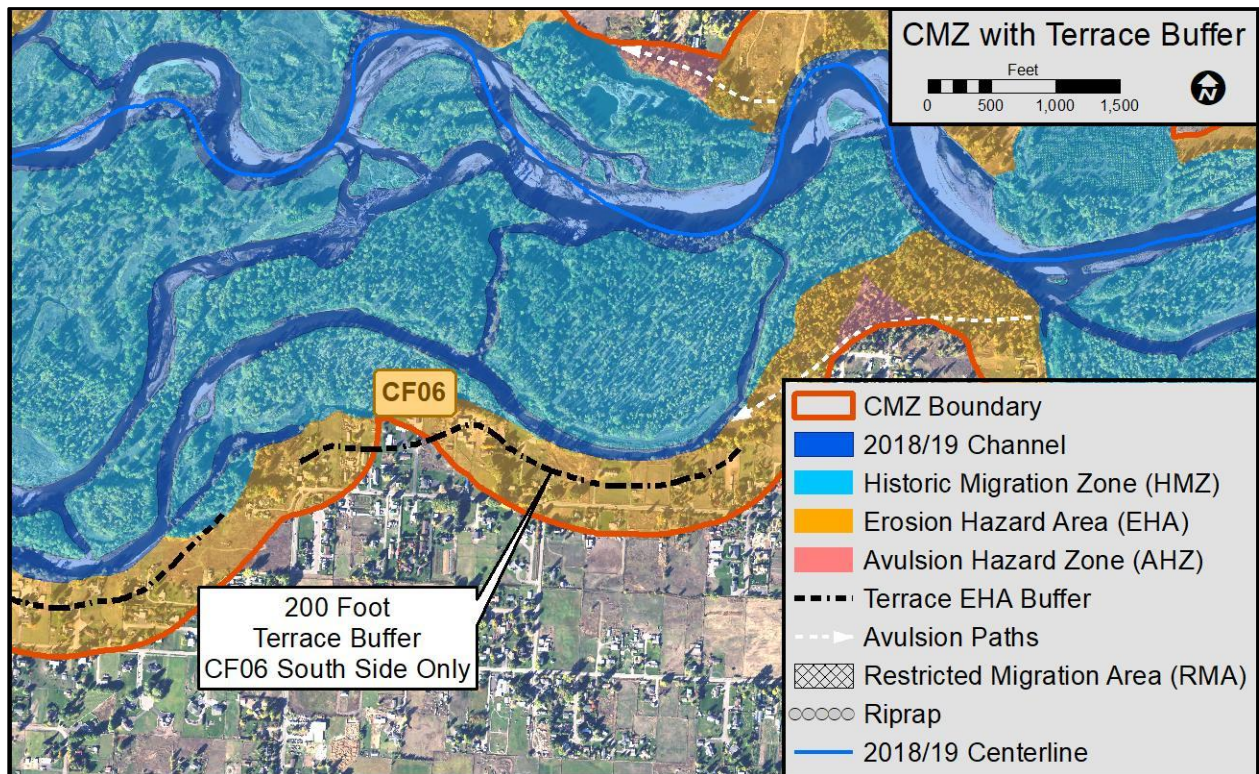 CMZ with Terrace Buffer
Feet
0 500 1,000 1,500
N
CF06
200 Foot
Terrace Buffer
CF06 South Side Only
CMZ Boundary
2018/19 Channel
Historic Migration Zone (HMZ)
Erosion Hazard Area (EHA)
Avulsion Hazard Zone (AHZ)
Terrace EHA Buffer
Avulsion Paths
Restricted Migration Area (RMA)
Riprap
2018/19 Centerline